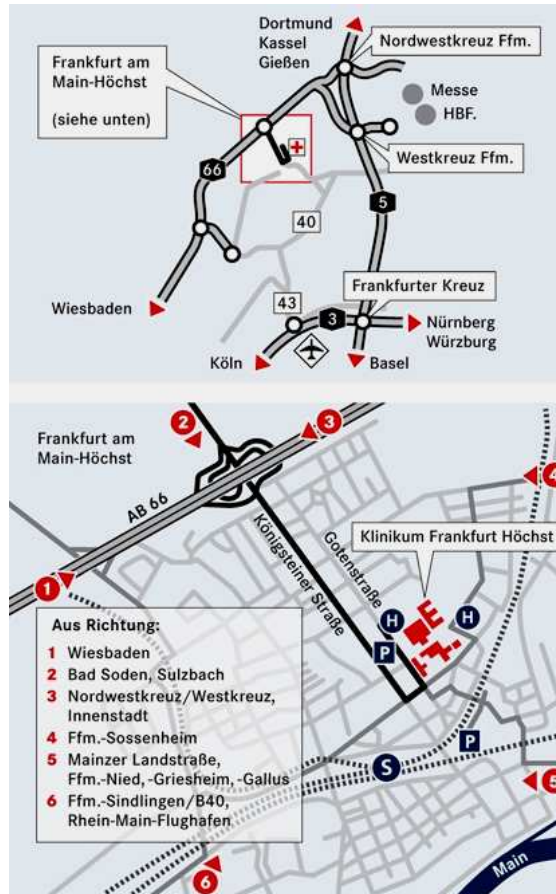 Dortmund
Kassel
Gießen
Nordwestkreuz Ffm.
Frankfurt am
Main-Höchst
(siehe unten)
Messe
HBF.
Westkreuz Ffm.
66
5
40
Wiesbaden
43
Frankfurter Kreuz
3
Nürnberg
Würzburg
Köln
Basel
2
3
Frankfurt am
Main-Höchst
AB 66
4
Klinikum Frankfurt Höchst
Königsteiner Straße
Gotenstraße
1
H
H
P
Aus Richtung:
1 Wiesbaden
2 Bad Soden, Sulzbach
3 Nordwestkreuz/Westkreuz,
Innenstadt
4 Ffm.-Sossenheim
5 Mainzer Landstraße,
Ffm.-Nied, -Griesheim, -Gallus
6 Ffm.-Sindlingen/B40,
Rhein-Main-Flughafen
P
S
5
Main
6